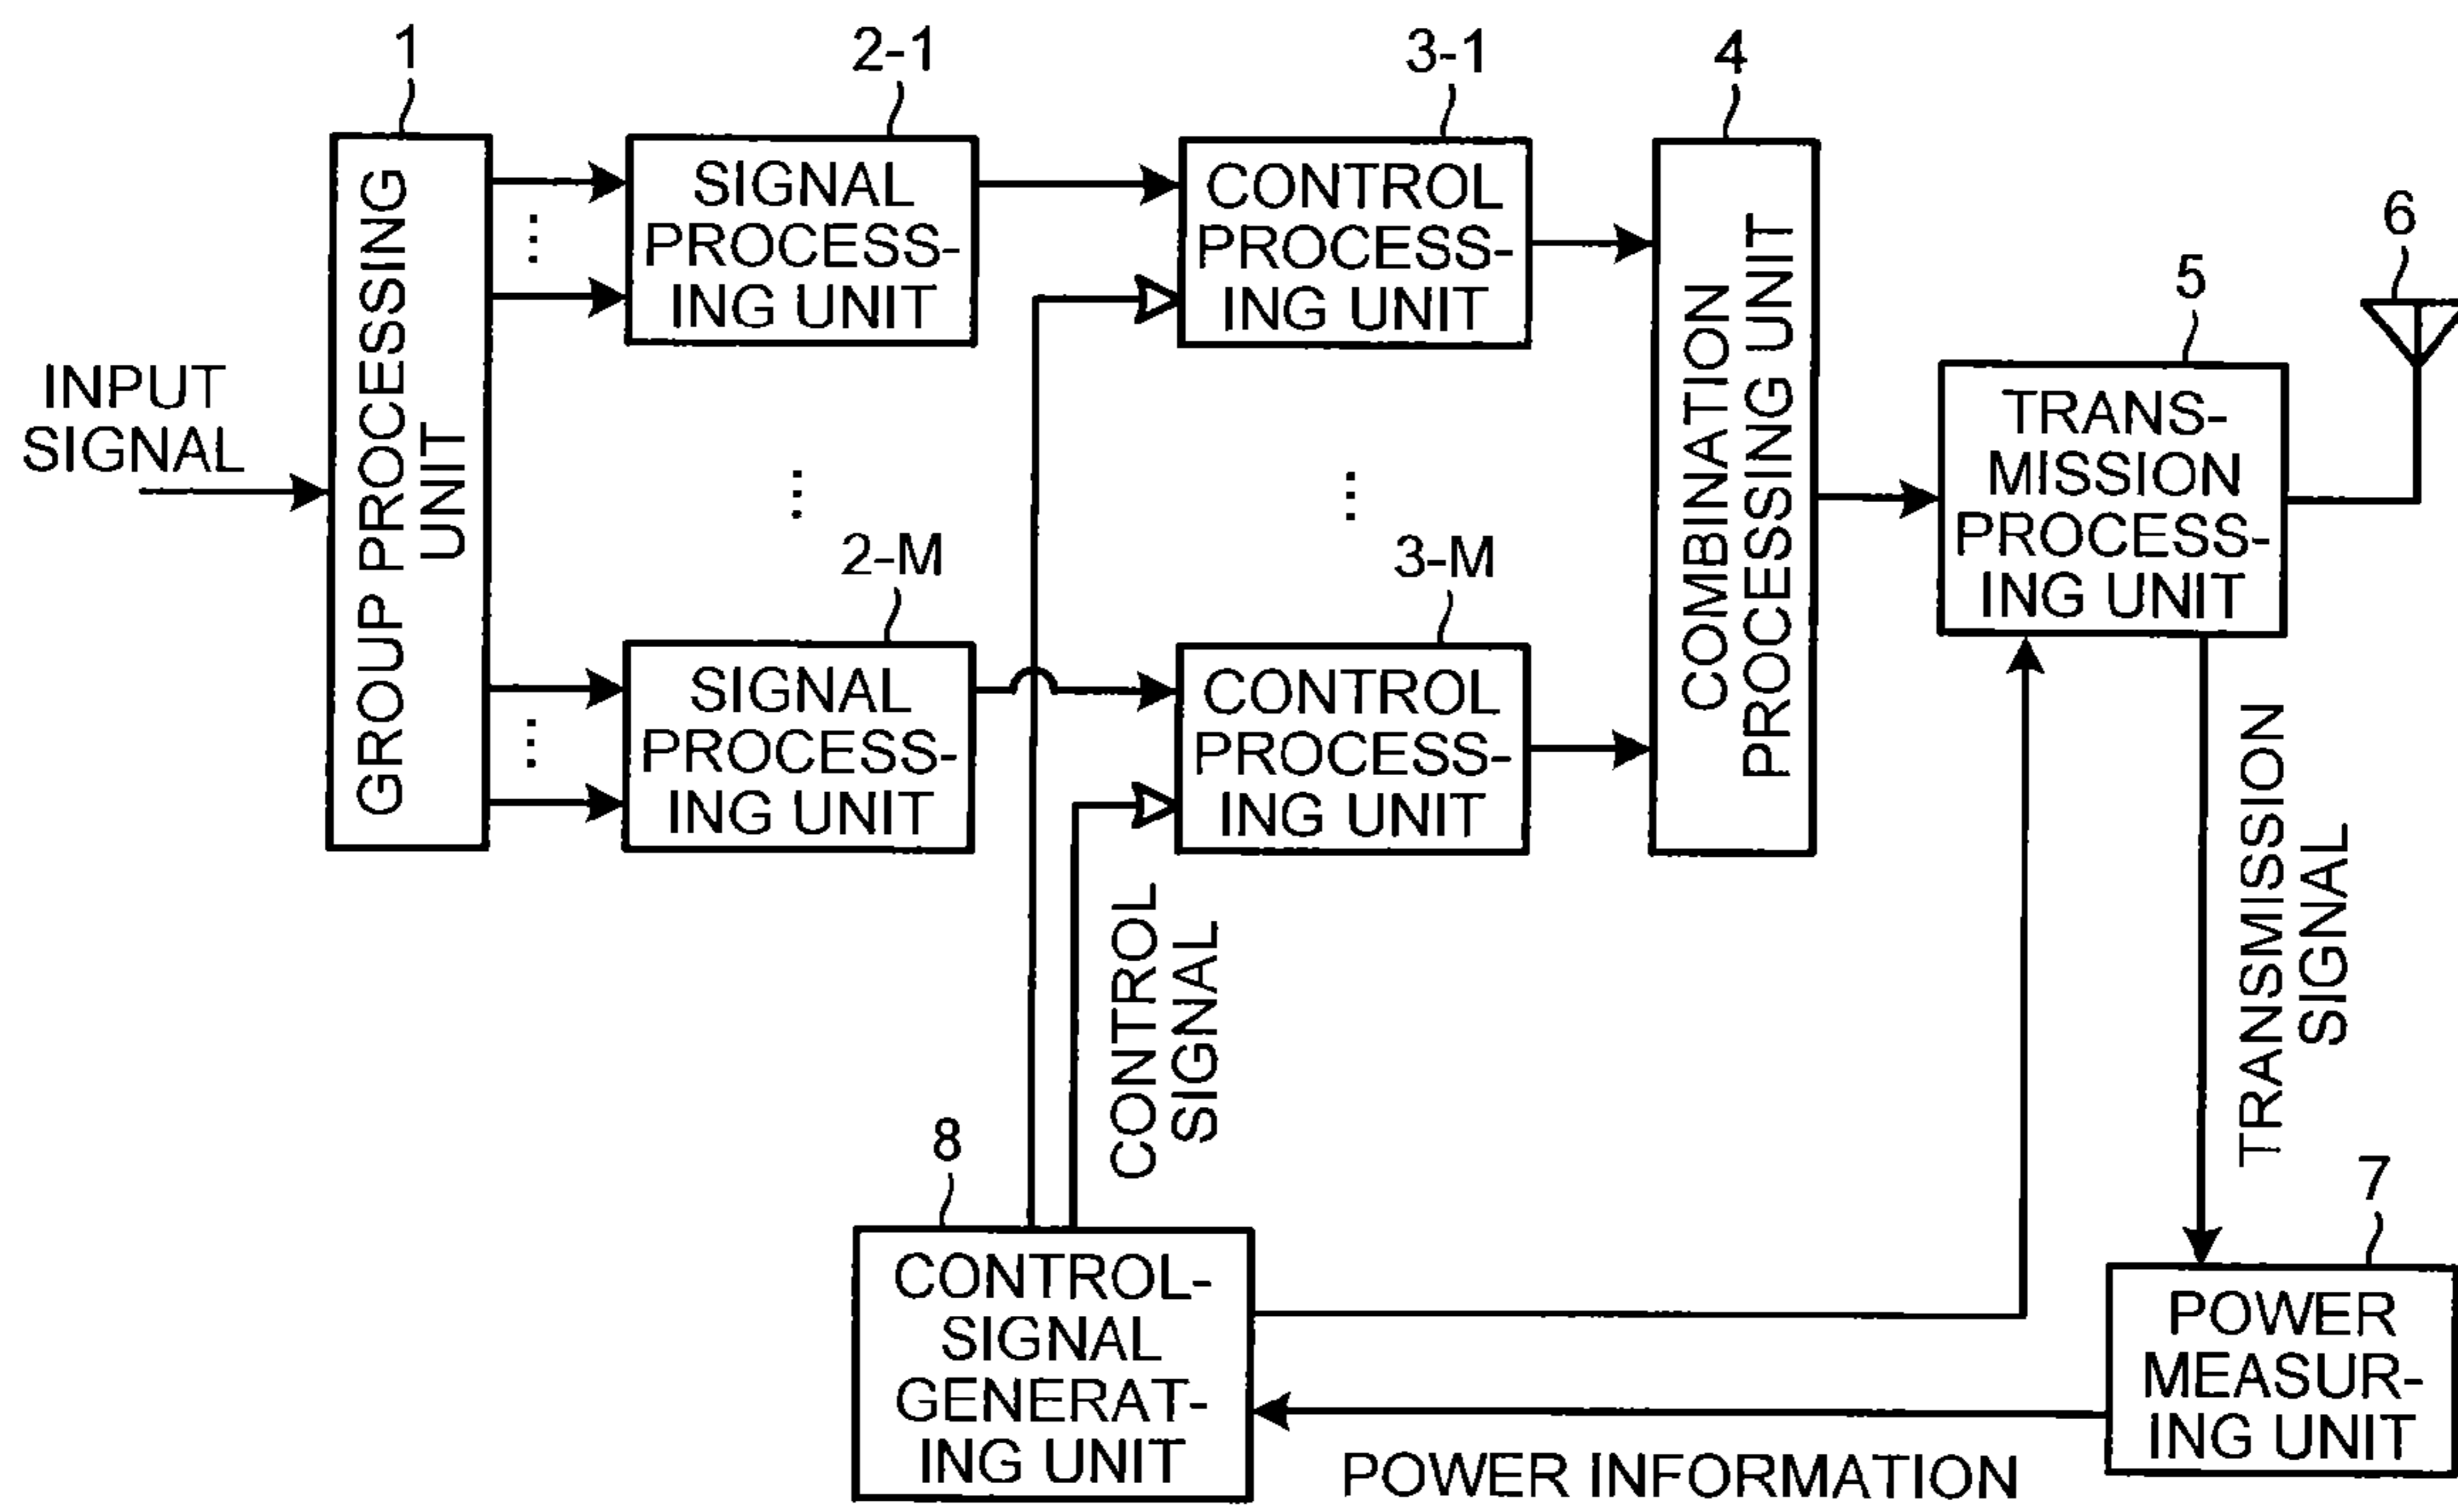 1
2-1
3-1
4
6
5
INPUT
SIGNAL
GROUP PROCESSING
UNIT
⋮
SIGNAL
PROCESS-
ING UNIT
CONTROL
PROCESS-
ING UNIT
COMBINATION
PROCESSING UNIT
TRANS-
MISSION
PROCESS-
ING UNIT
⋮
⋮
2-M
3-M
⋮
SIGNAL
PROCESS-
ING UNIT
CONTROL
PROCESS-
ING UNIT
CONTROL
SIGNAL
TRANSMISSION
SIGNAL
8
7
CONTROL-
SIGNAL
GENERAT-
ING UNIT
POWER
MEASUR-
ING UNIT
POWER INFORMATION